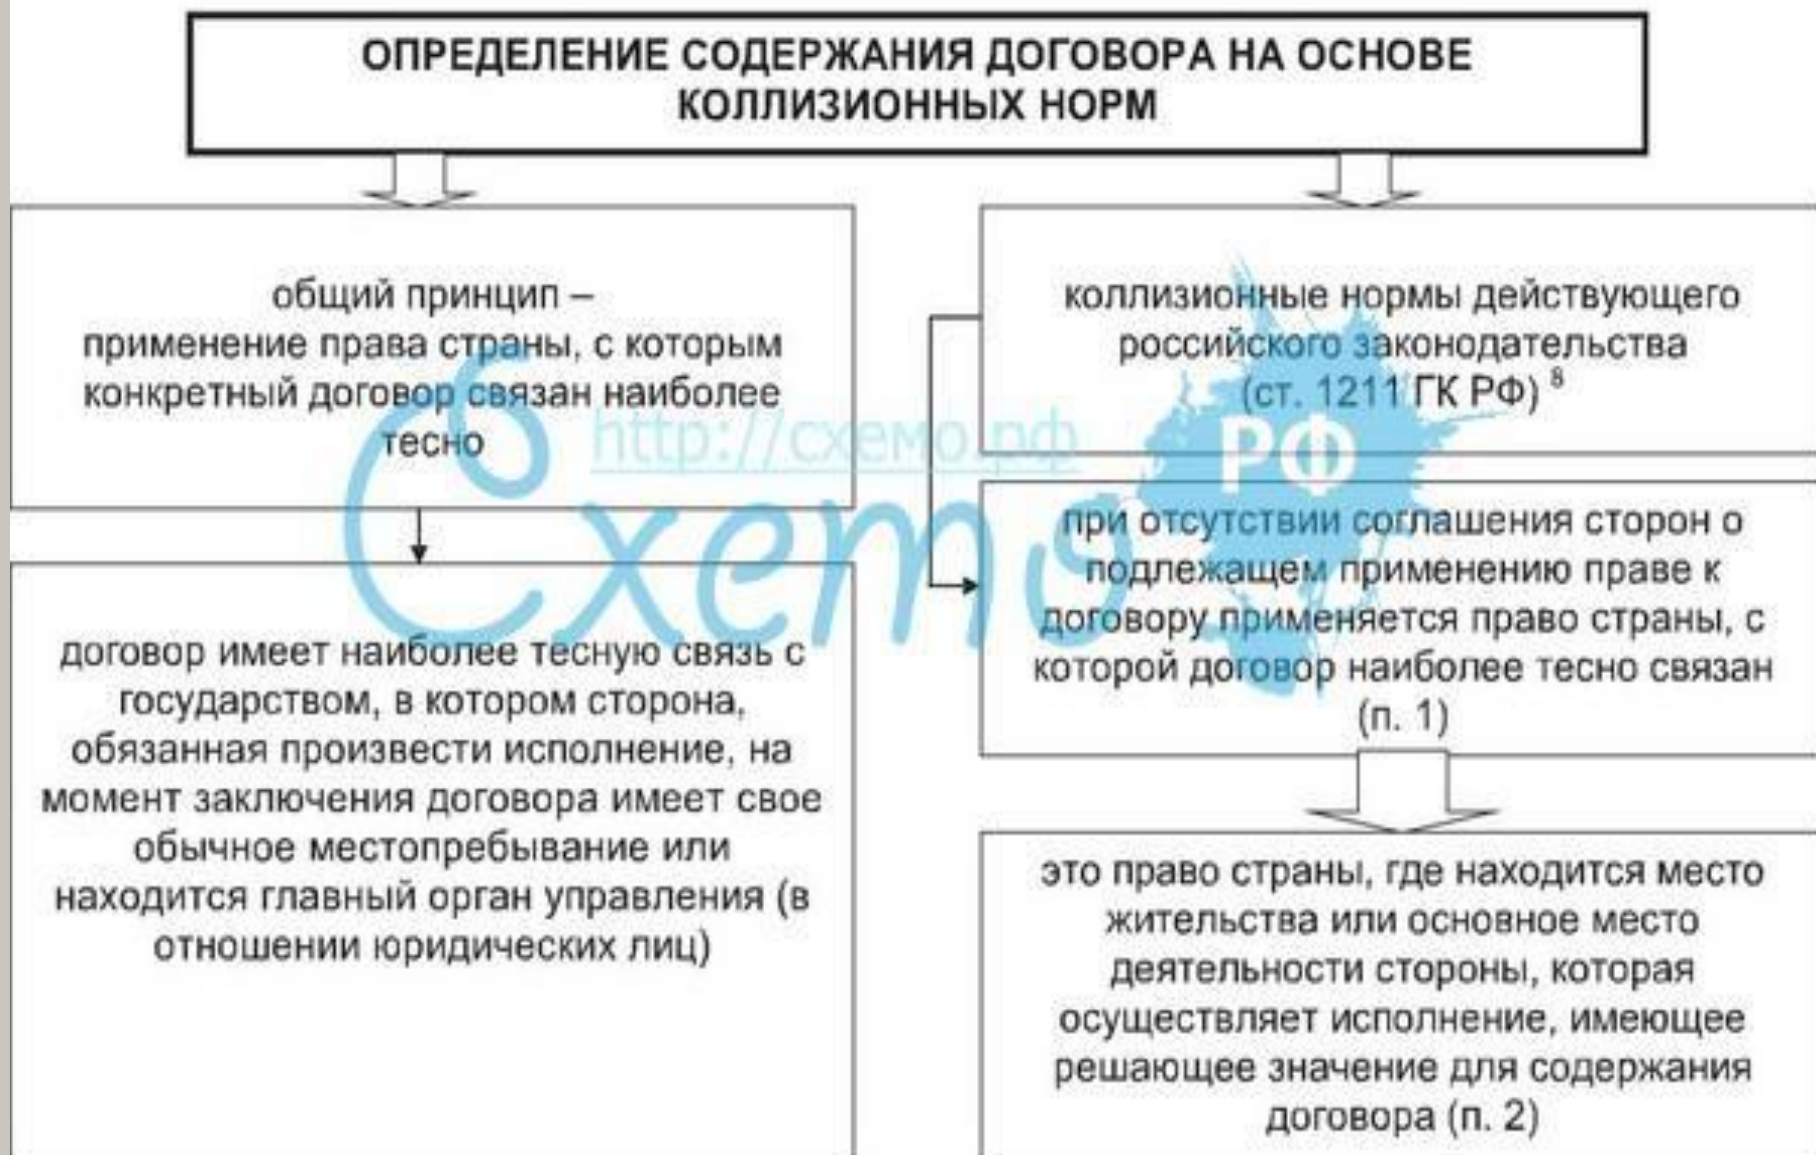 ОПРЕДЕЛЕНИЕ СОДЕРЖАНИЯ ДОГОВОРА НА ОСНОВЕ
КОЛЛИЗИОННЫХ НОРМ
общий принцип –
применение права страны, с которым
конкретный договор связан наиболее
тесно
договор имеет наиболее тесную связь с
государством, в котором сторона,
обязанная произвести исполнение, на
момент заключения договора имеет свое
обычное местопребывание или
находится главный орган управления (в
отношении юридических лиц)
коллизионные нормы действующего
российского законодательства
(ст. 1211 ГК РФ) 8
при отсутствии соглашения сторон о
подлежащем применению праве к
договору применяется право страны, с
которой договор наиболее тесно связан
(п. 1)
это право страны, где находится место
жительства или основное место
деятельности стороны, которая
осуществляет исполнение, имеющее
решающее значение для содержания
договора (п. 2)
http://схемо.рф
Схемо
РФ